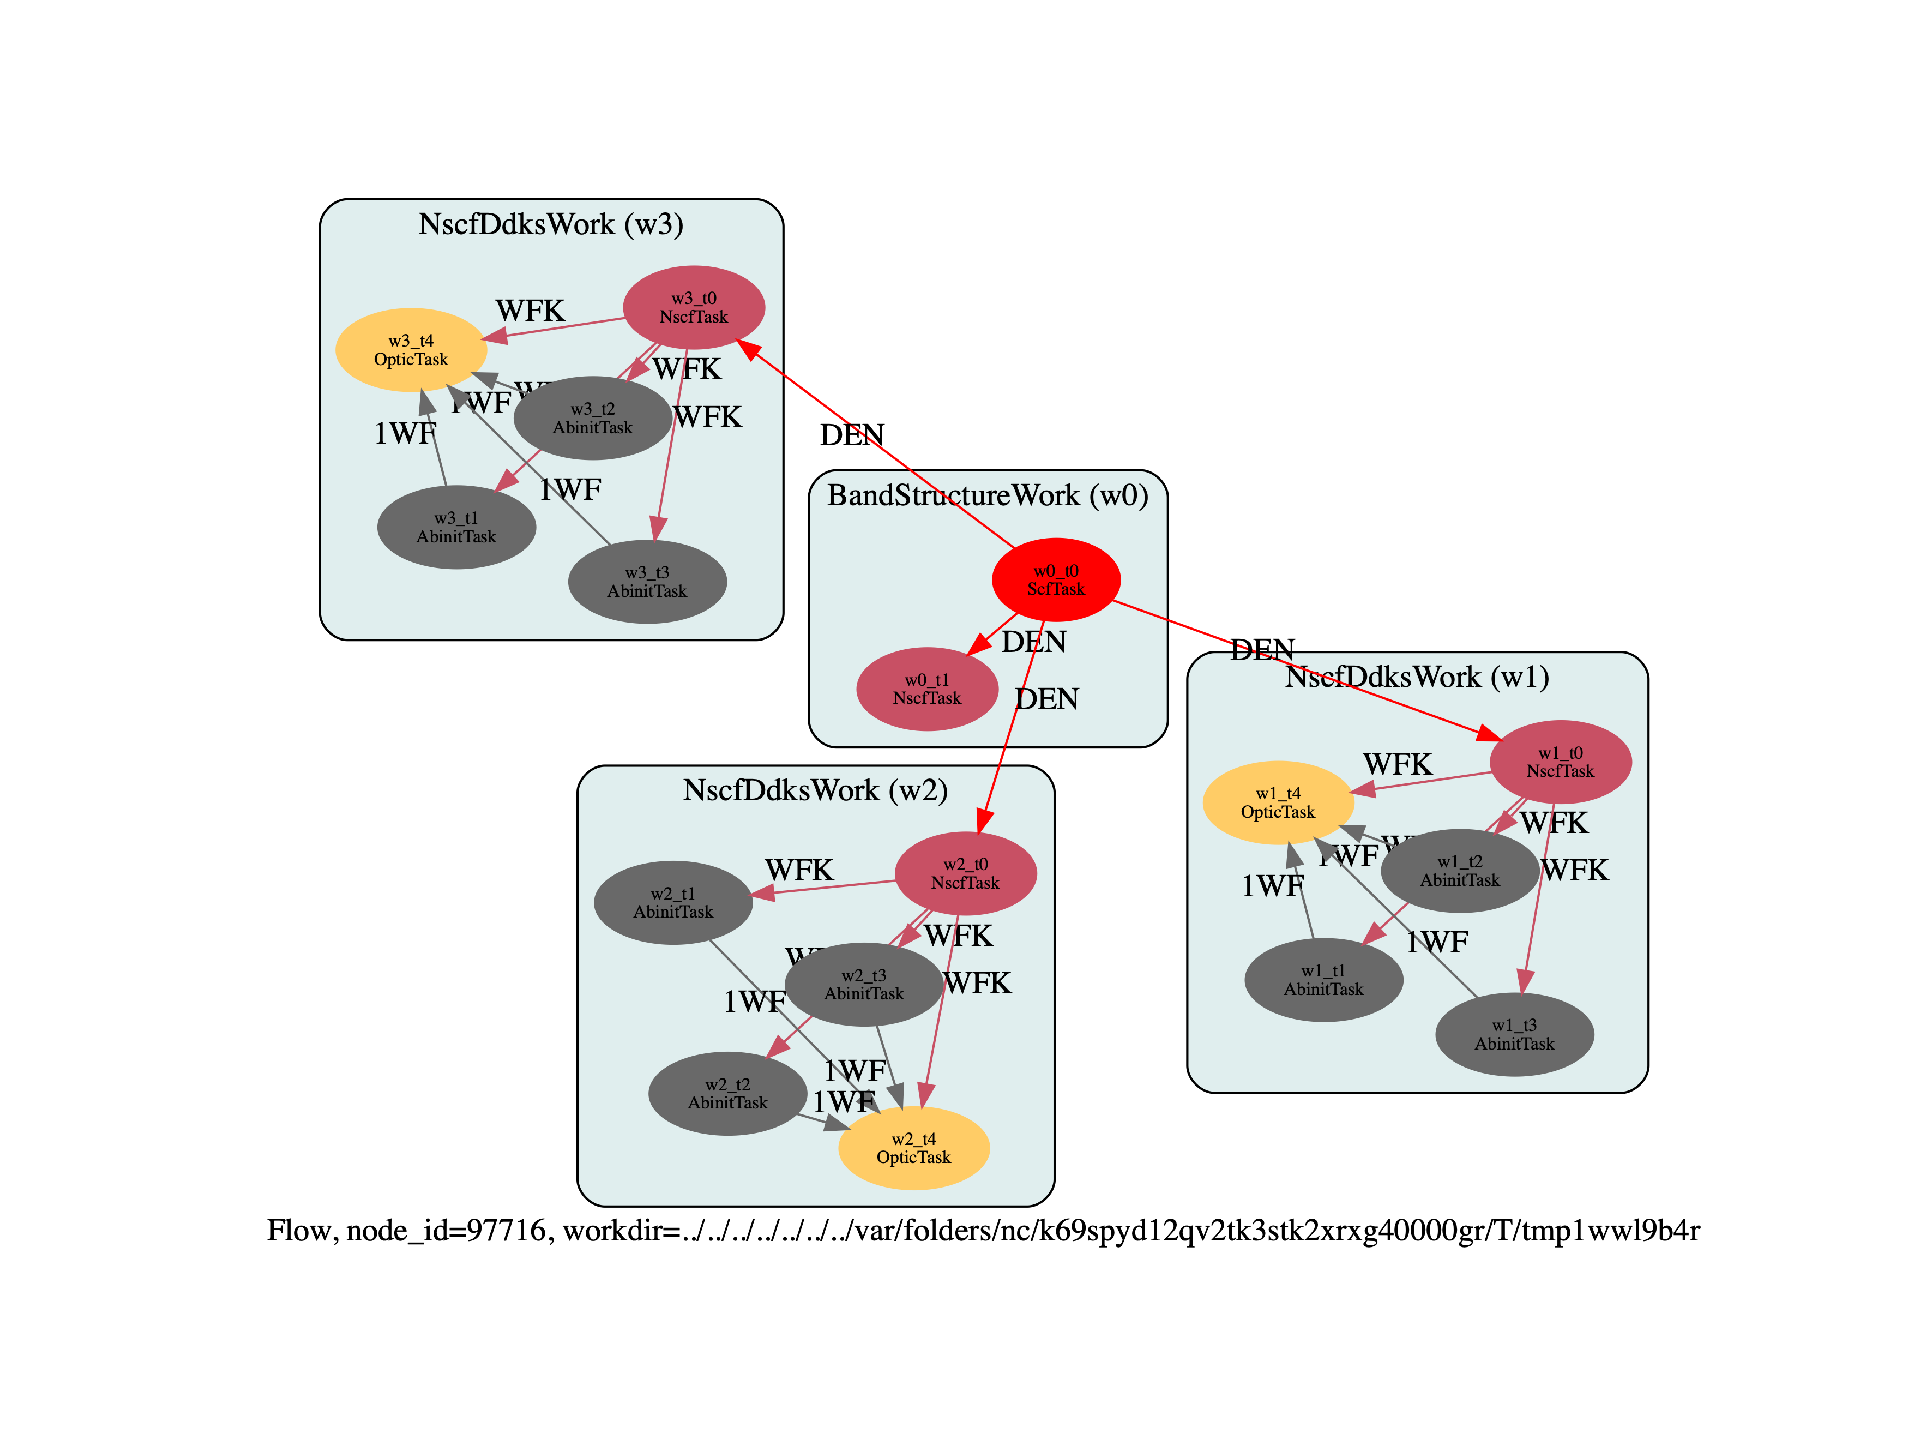 NscfDdksWork (w3)
w3_t0
NscfTask
WFK
w3_t4
OpticTask
WFK
1WF
w3_t2
AbinitTask
WFK
1WF
1WF
w3_t1
AbinitTask
w3_t3
AbinitTask
DEN
BandStructureWork (w0)
w0_t0
ScfTask
DEN
w0_t1
NscfTask
DEN
DEN
NscfDdksWork (w1)
w1_t0
NscfTask
WFK
w1_t4
OpticTask
WFK
1WF
w1_t2
AbinitTask
WFK
1WF
1WF
w1_t1
AbinitTask
w1_t3
AbinitTask
NscfDdksWork (w2)
w2_t0
NscfTask
WFK
w2_t1
AbinitTask
WFK
w2_t3
AbinitTask
WFK
1WF
1WF
w2_t2
AbinitTask
1WF
w2_t4
OpticTask
Flow, node_id=97716, workdir=../../../../../../../var/folders/nc/k69spyd12qv2tk3stk2xrxg40000gr/T/tmp1wwl9b4r